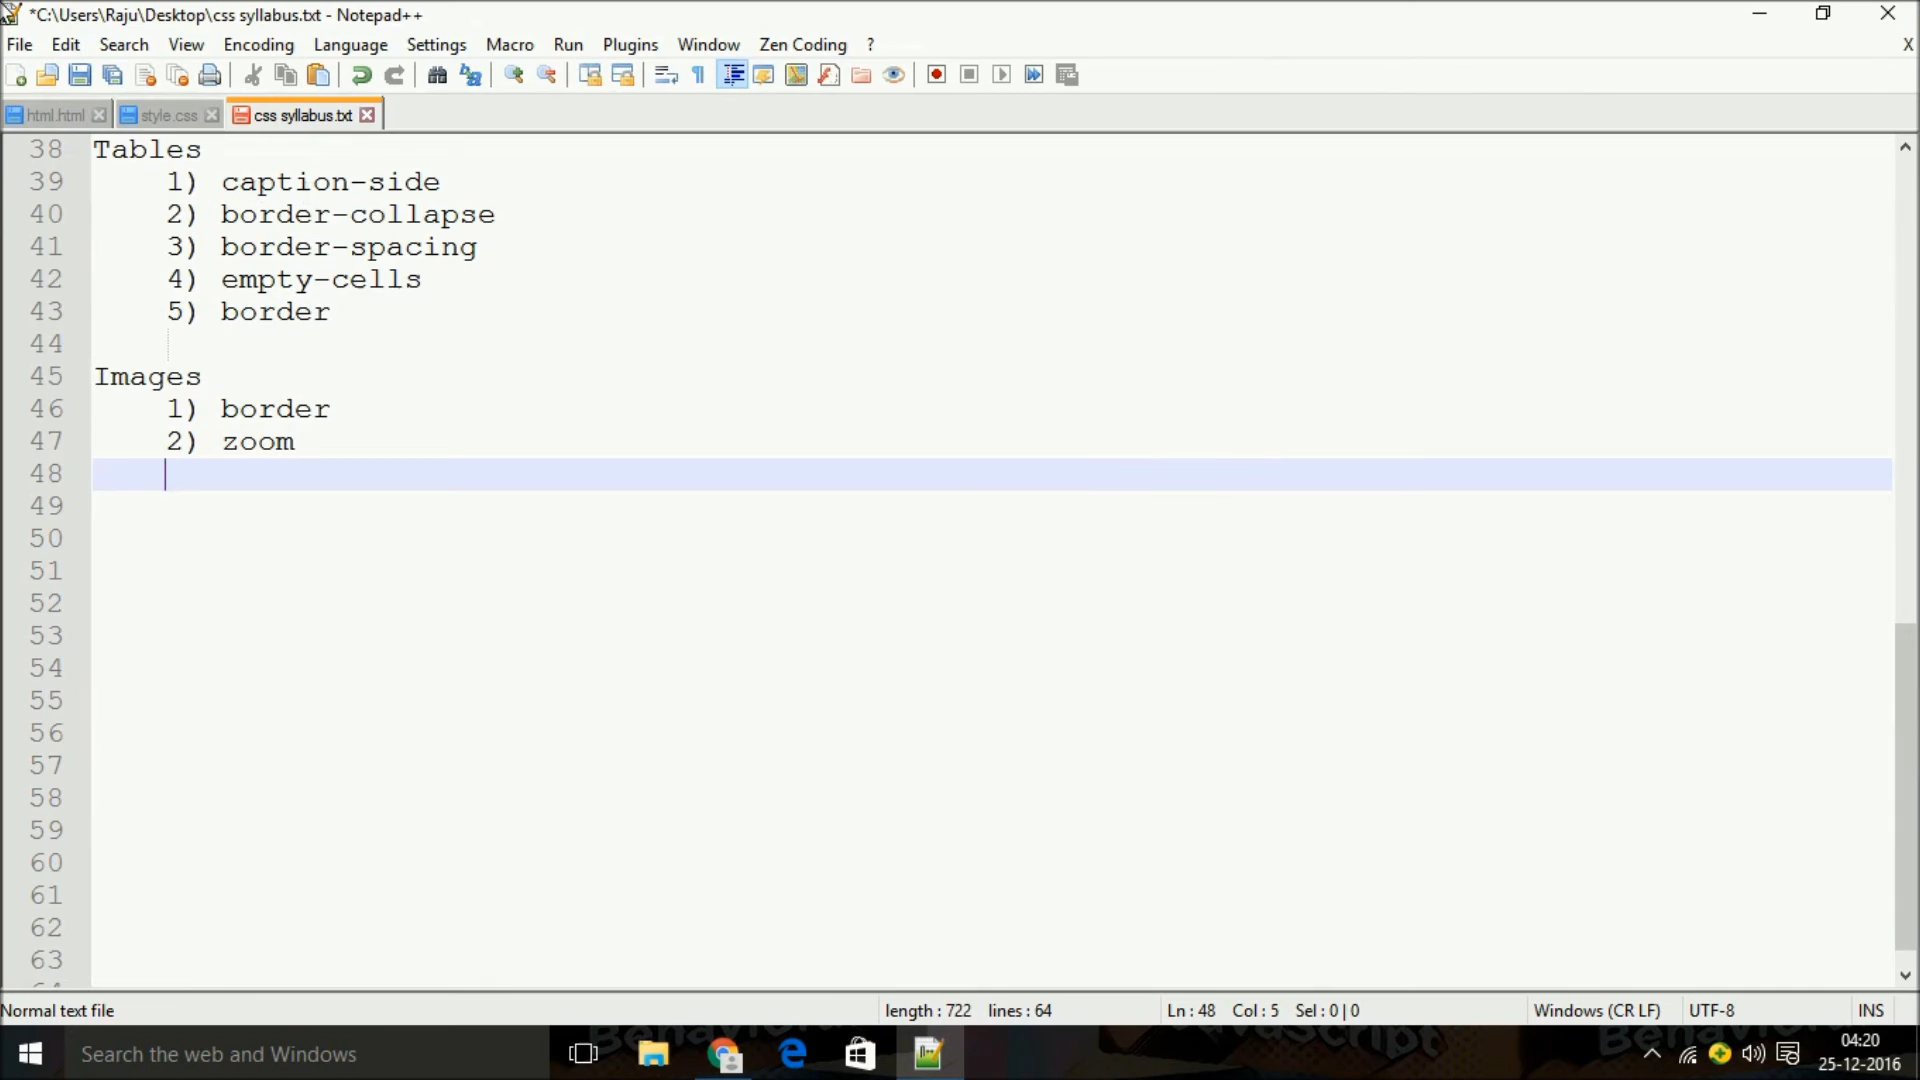 *C:\Users\Raju\Desktop\css syllabus.txt - Notepad++
File Edit Search View Encoding Language Settings Macro Run Plugins Window Zen Coding ? X
html.html style.css css syllabus.txt
38 Tables
39 1) caption-side
40 2) border-collapse
41 3) border-spacing
42 4) empty-cells
43 5) border
44
45 Images
46 1) border
47 2) zoom
48
49
50
51
52
53
54
55
56
57
58
59
60
61
62
63
Normal text file length : 722 lines : 64 Ln : 48 Col : 5 Sel : 0 | 0 Windows (CR LF) UTF-8 INS
Search the web and Windows 04:20
25-12-2016